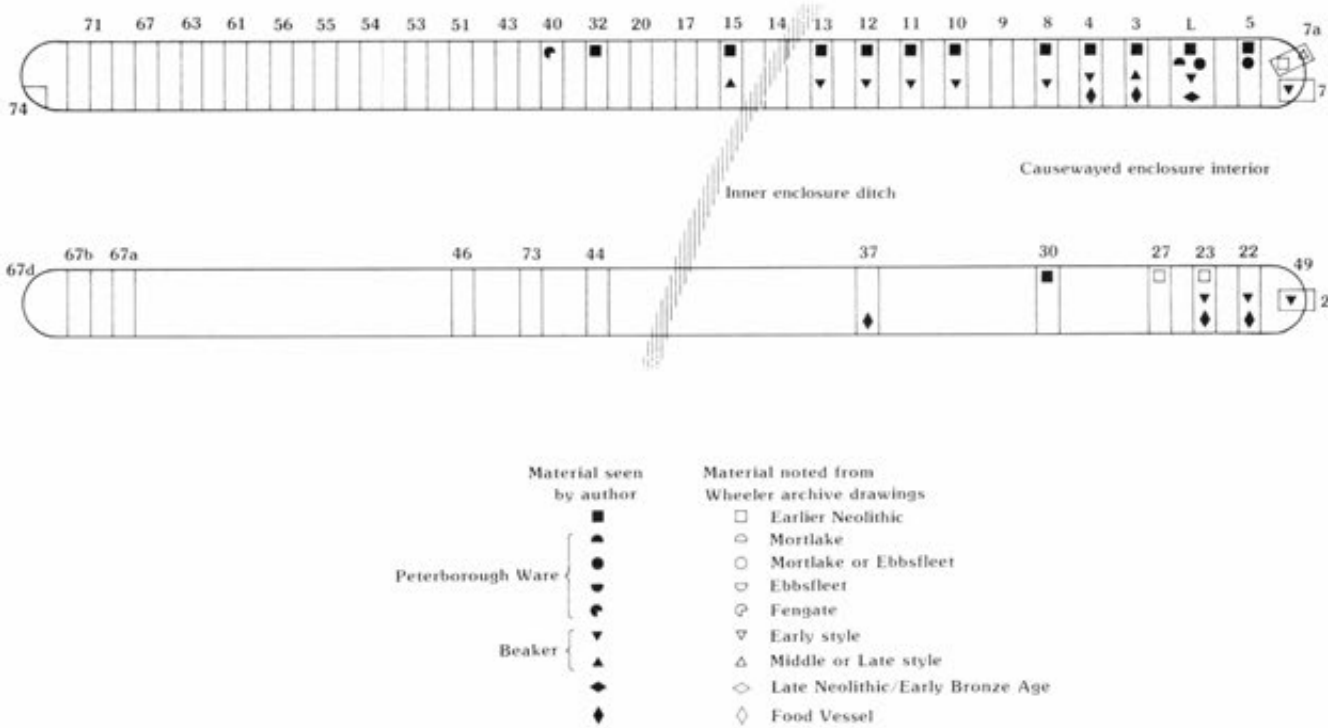 71 67 63 61 56 55 54 53 51 43 40 32 20 17 15 14 13 12 11 10 9 8 4 3 L 5 7a
74
7
Causewayed enclosure interior
Inner enclosure ditch
67d 67b 67a 46 73 44 37 30 27 23 22 49
2
Material seen Material noted from
by author Wheeler archive drawings
Earlier Neolithic
Mortlake
Peterborough Ware Mortlake or Ebbsfleet
Ebbsfleet
Fengate
Early style
Beaker
Middle or Late style
Late Neolithic/Early Bronze Age
Food Vessel